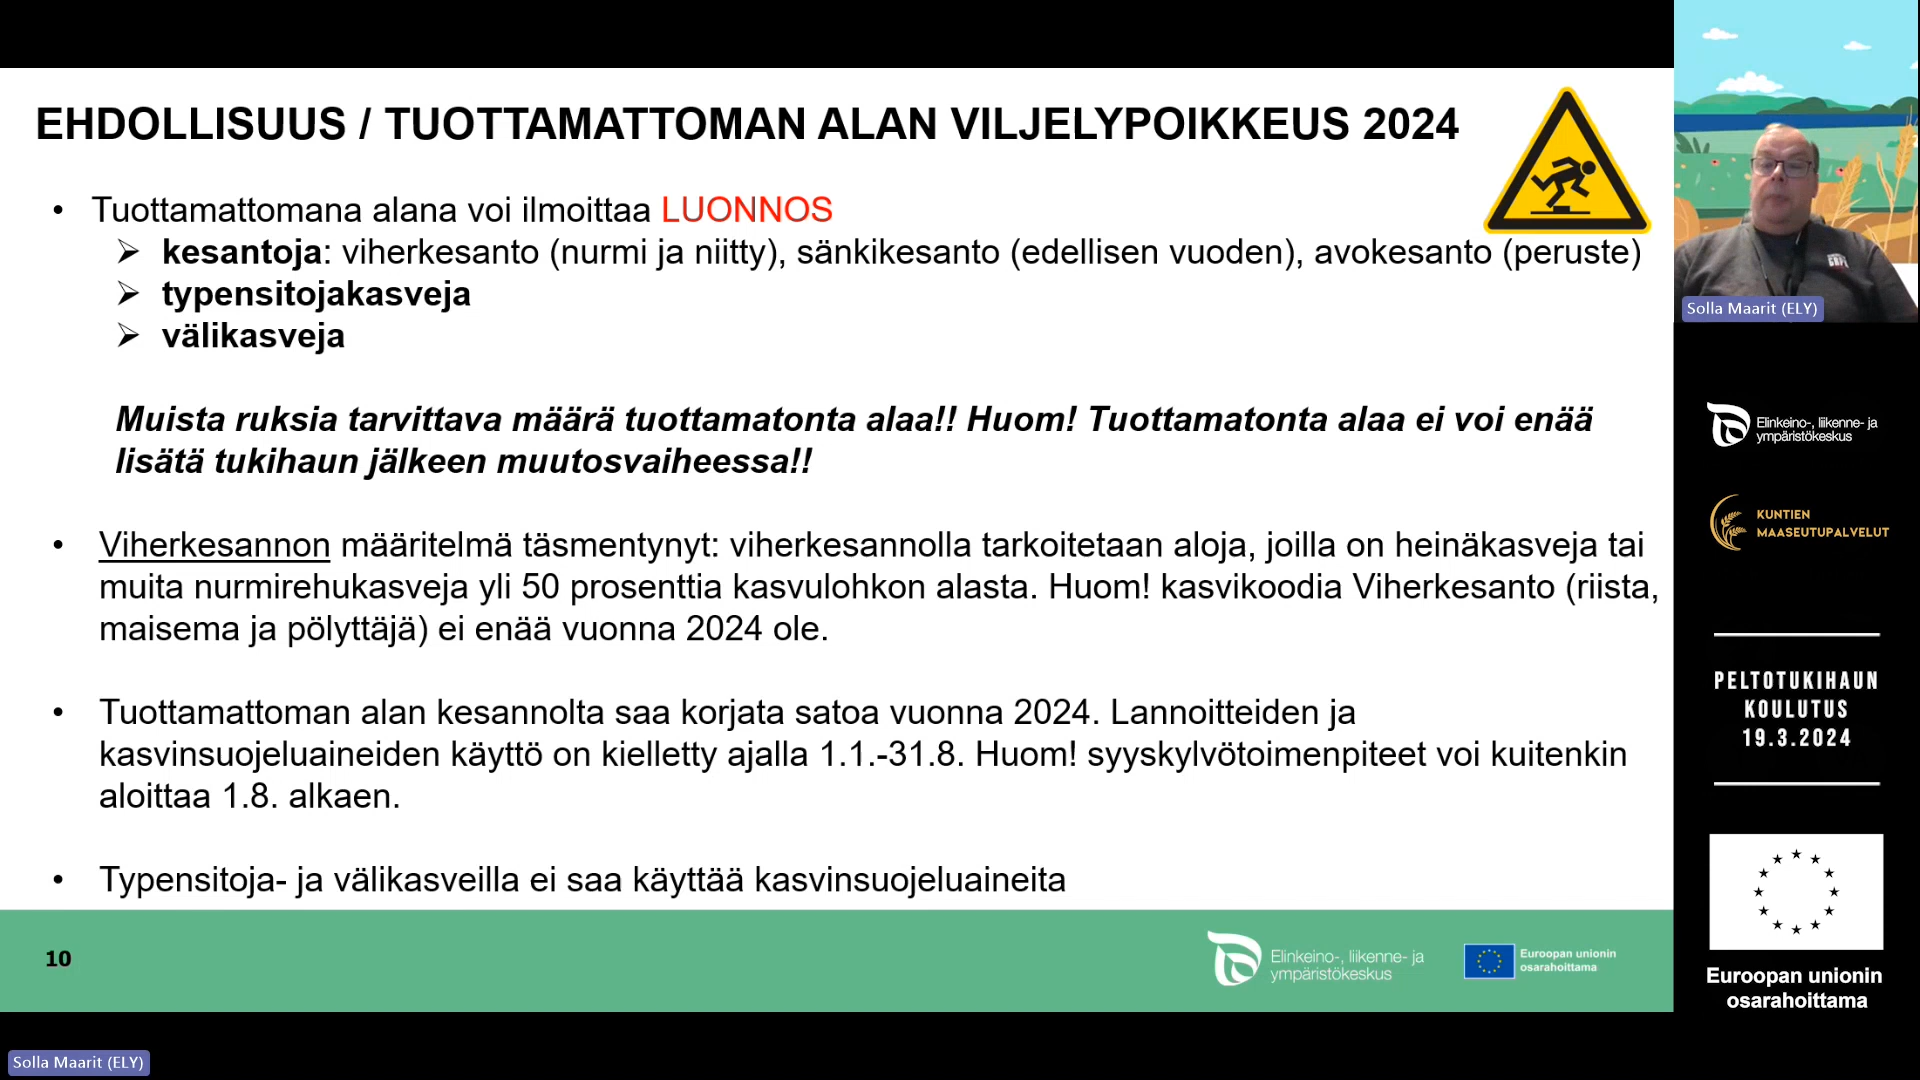 EHDOLLISUUS / TUOTTAMATTOMAN ALAN VILJELYPOIKKEUS 2024
• Tuottamattomana alana voi ilmoittaa LUONNOS
➢ kesantoja: viherkesanto (nurmi ja niitty), sänkikesanto (edellisen vuoden), avokesanto (peruste)
➢ typensitojakasveja
➢ välikasveja
Muista ruksia tarvittava määrä tuottamatonta alaa!! Huom! Tuottamatonta alaa ei voi enää
lisätä tukihaun jälkeen muutosvaiheessa!!
• Viherkesannon määritelmä täsmentynyt: viherkesannolla tarkoitetaan aloja, joilla on heinäkasveja tai
muita nurmirehukasveja yli 50 prosenttia kasvulohkon alasta. Huom! kasvikoodia Viherkesanto (riista,
maisema ja pölyttäjä) ei enää vuonna 2024 ole.
• Tuottamattoman alan kesannolta saa korjata satoa vuonna 2024. Lannoitteiden ja
kasvinsuojeluaineiden käyttö on kielletty ajalla 1.1.-31.8. Huom! syyskylvötoimenpiteet voi kuitenkin
aloittaa 1.8. alkaen.
• Typensitoja- ja välikasveilla ei saa käyttää kasvinsuojeluaineita
10
Elinkeino-, liikenne- ja
ympäristökeskus
Euroopan unionin
osarahoittama
Solla Maarit (ELY)
Elinkeino-, liikenne- ja
ympäristökeskus
KUNTIEN
MAASEUTUPALVELUT
PELTOTUKIHAUN
KOULUTUS
19.3.2024
Euroopan unionin
osarahoittama
Solla Maarit (ELY)